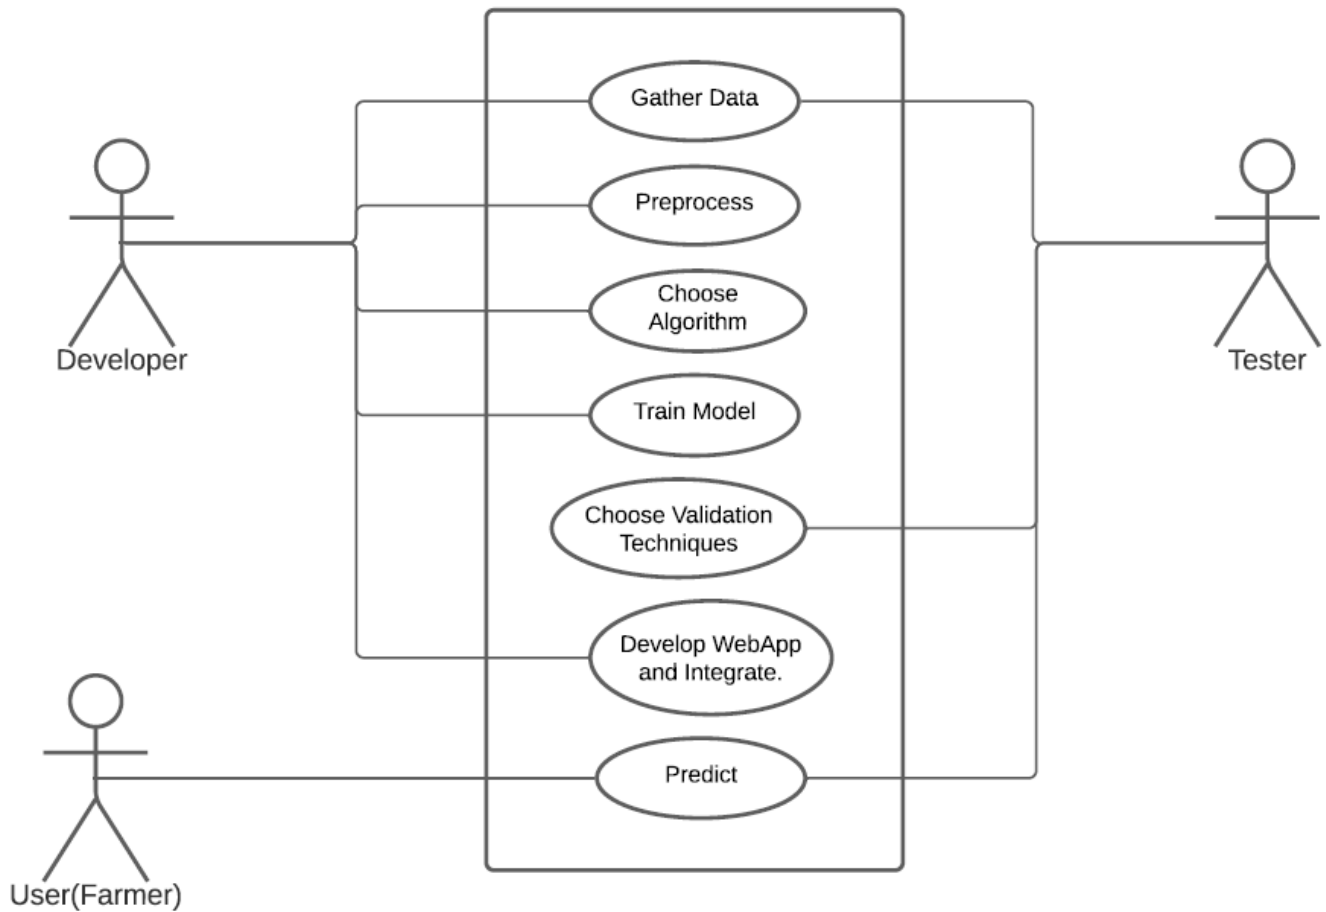 Gather Data
Preprocess
Choose
Algorithm
Developer
Tester
Train Model
Choose Validation
Techniques
Develop WebApp
and Integrate.
Predict
User(Farmer)